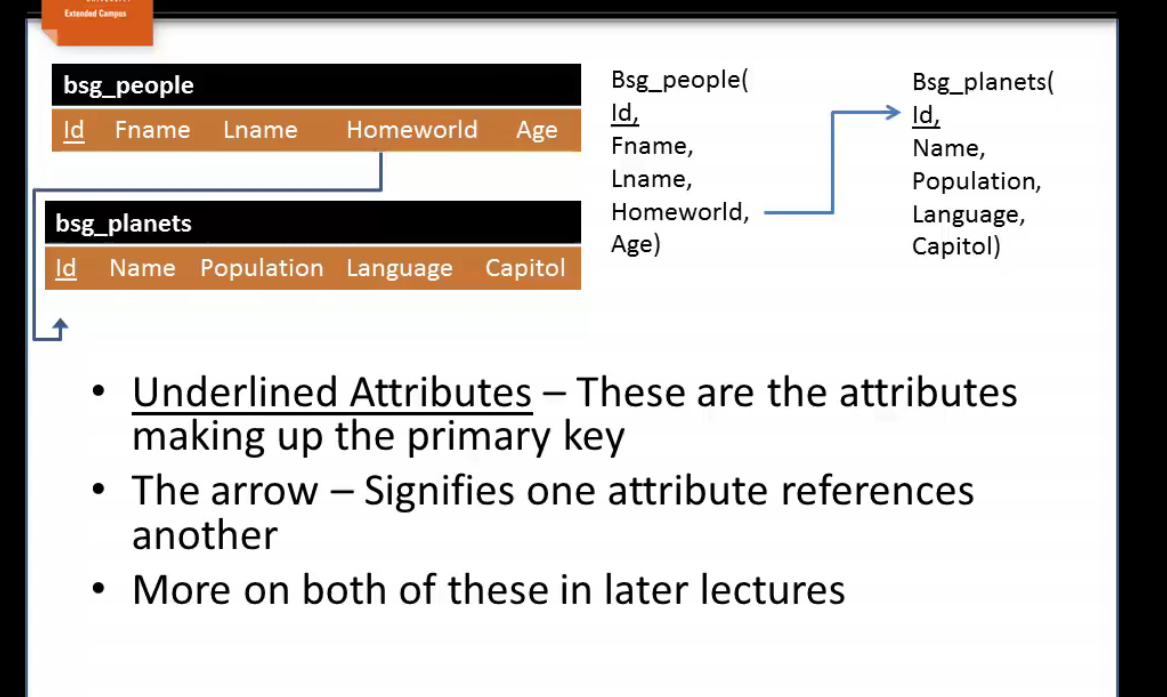 Extended Campus
bsg_people
Id Fname Lname Homeworld Age
bsg_planets
Id Name Population Language Capitol
Bsg_people(
Id,
Fname,
Lname,
Homeworld,
Age)
Bsg_planets(
Id,
Name,
Population,
Language,
Capitol)
• Underlined Attributes – These are the attributes
making up the primary key
• The arrow – Signifies one attribute references
another
• More on both of these in later lectures